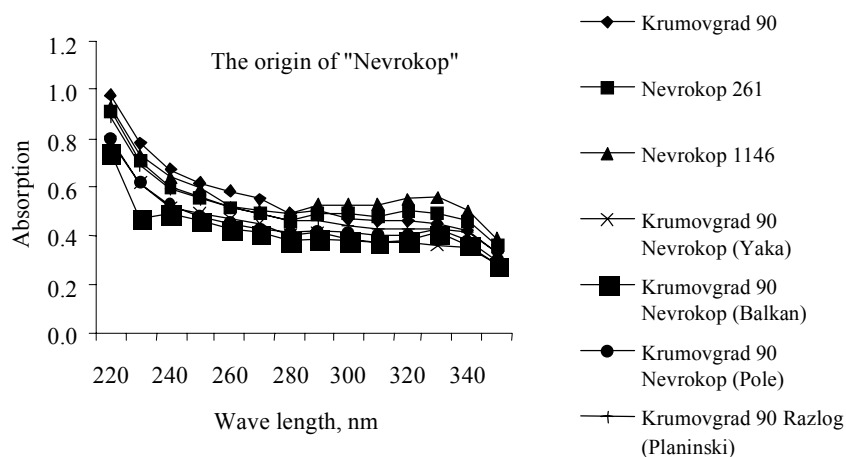 The origin of "Nevrokop"
1.2
1.0
0.8
0.6
0.4
0.2
0.0
Absorption
220 240 260 280 300 320 340
Wave length, nm
Krumovgrad 90
Nevrokop 261
Nevrokop 1146
Krumovgrad 90
Nevrokop (Yaka)
Krumovgrad 90
Nevrokop (Balkan)
Krumovgrad 90
Nevrokop (Pole)
Krumovgrad 90 Razlog
(Planinski)